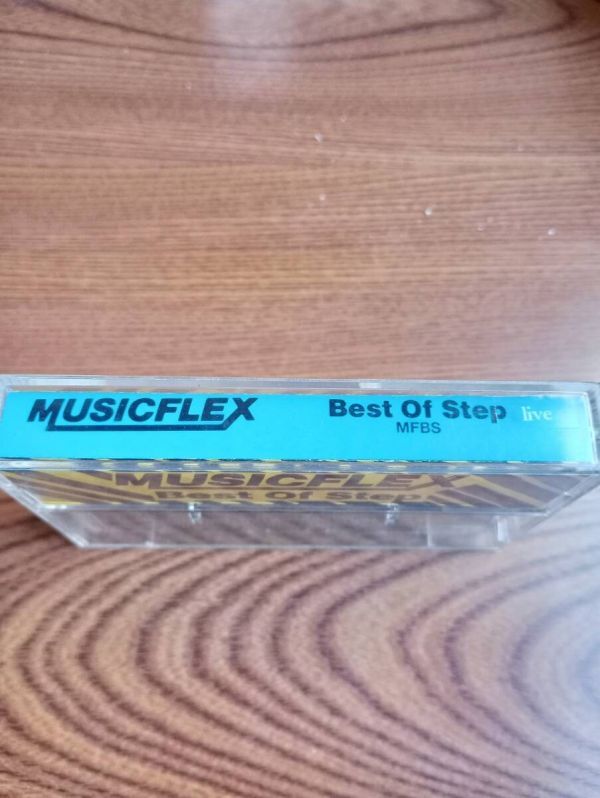 MUSICFLEX
Best Of Step live
MFBS
MUSICFLEX
Best Of Step